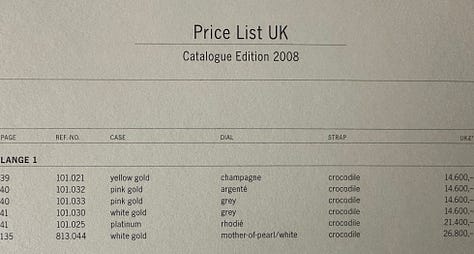 Price List UK
Catalogue Edition 2008
PAGE REF.-NO. CASE DIAL STRAP UK£*
LANGE 1
39 101.021 yellow gold champagne crocodile 14.600,–
40 101.032 pink gold argenté crocodile 14.600,–
40 101.033 pink gold grey crocodile 14.600,–
41 101.030 white gold grey crocodile 14.600,–
41 101.025 platinum rhodié crocodile 21.400,–
135 813.044 white gold mother-of-pearl/white crocodile 26.800,–